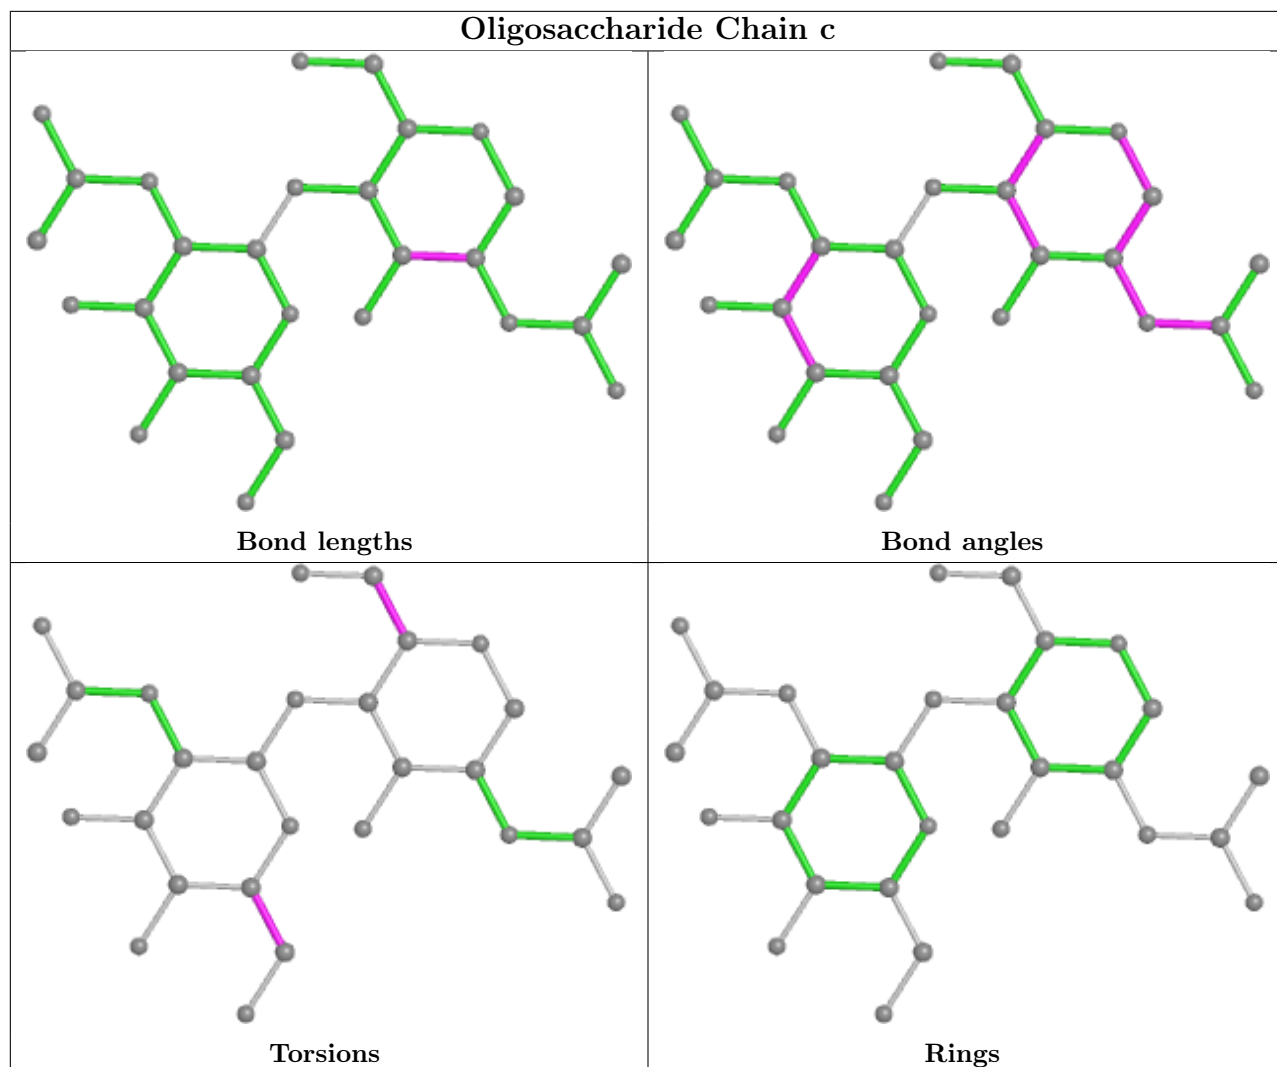 Oligosaccharide Chain c
Bond lengths
Bond angles
Torsions
Rings